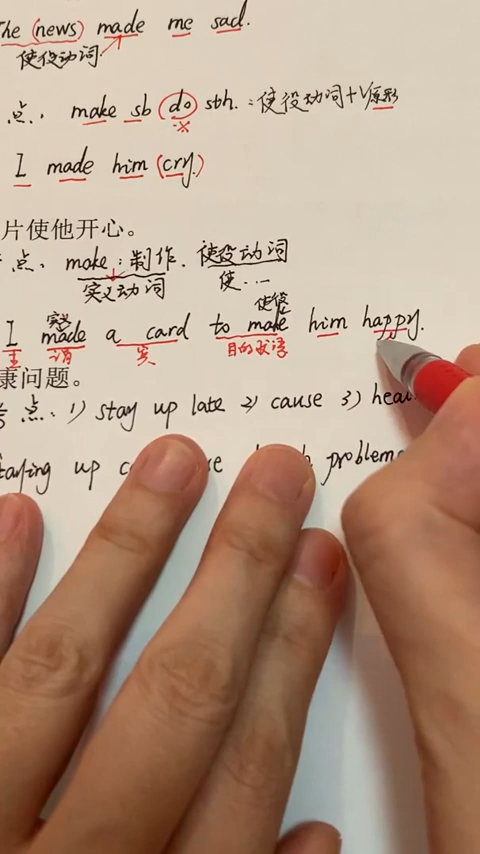 The (news) made me sad.
使役动词
点、 make sb (do) sth. : 使役动词+V原形
I made him (cry.)
片使他开心。
点、 make : 制作. 使役动词
实义动词 使...
实义 使役
I made a card to make him happy.
主 谓 宾 目的状语
康问题。
点、1) stay up late 2) cause 3)
up problems